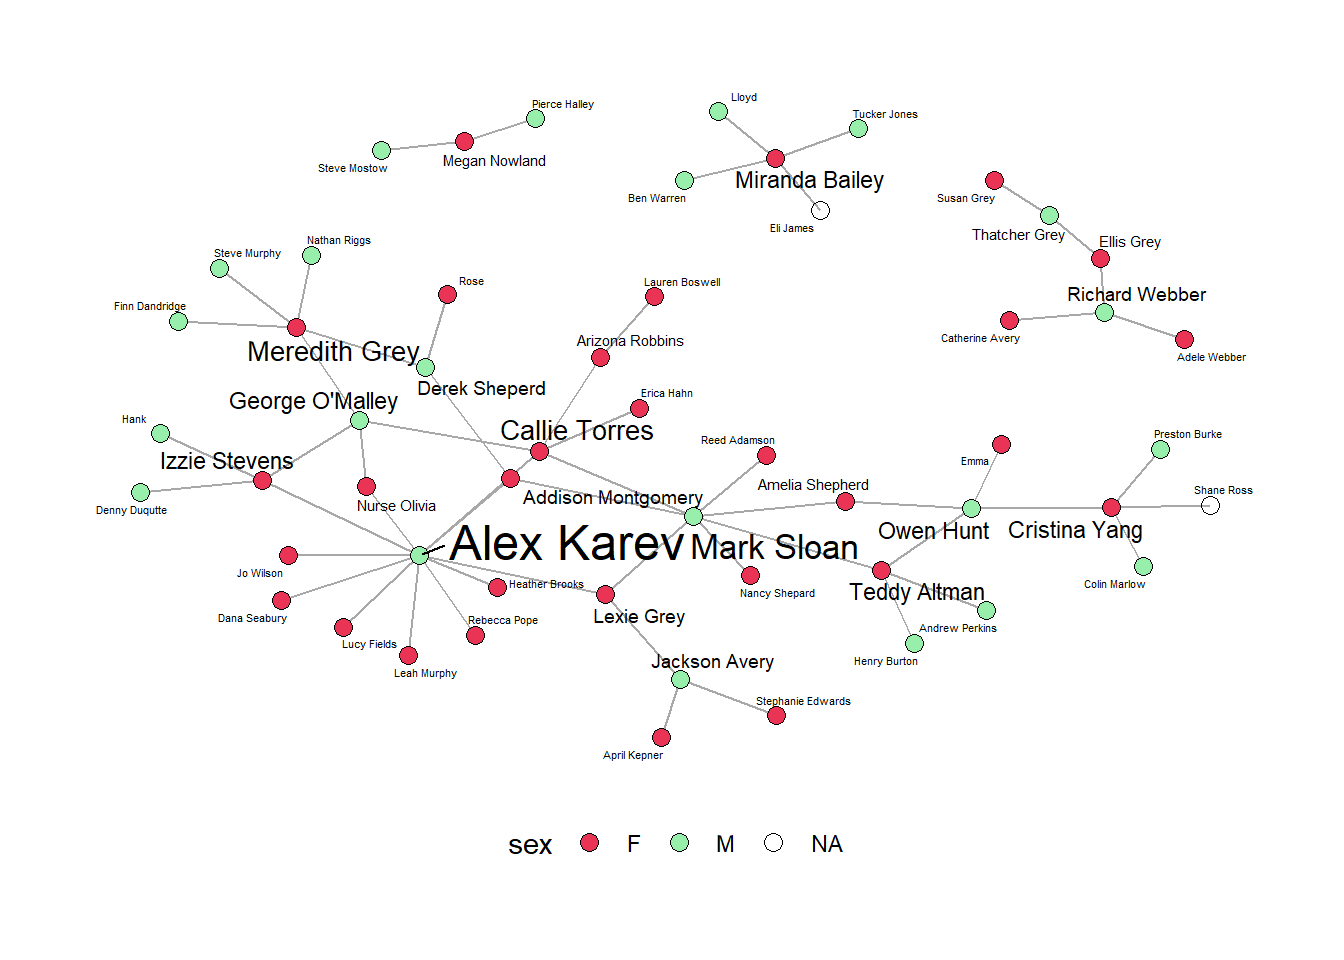 Lloyd
Pierce Halley
Tucker Jones
Megan Nowland
Steve Mostow
Miranda Bailey
Ben Warren
Susan Grey
Eli James
Thatcher Grey
Nathan Riggs
Ellis Grey
Steve Murphy
Rose
Lauren Boswell
Richard Webber
Finn Dandridge
Catherine Avery
Arizona Robbins
Meredith Grey
Adele Webber
Derek Sheperd
Erica Hahn
George O'Malley
Hank
Callie Torres
Preston Burke
Reed Adamson
Izzie Stevens
Emma
Amelia Shepherd
Shane Ross
Addison Montgomery
Nurse Olivia
Denny Duqutte
Owen Hunt
Cristina Yang
Alex Karev
Mark Sloan
Jo Wilson
Heather Brooks
Colin Marlow
Nancy Shepard
Teddy Altman
Dana Seabury
Rebecca Pope
Lexie Grey
Andrew Perkins
Lucy Fields
Henry Burton
Jackson Avery
Leah Murphy
Stephanie Edwards
April Kepner
sex F M NA